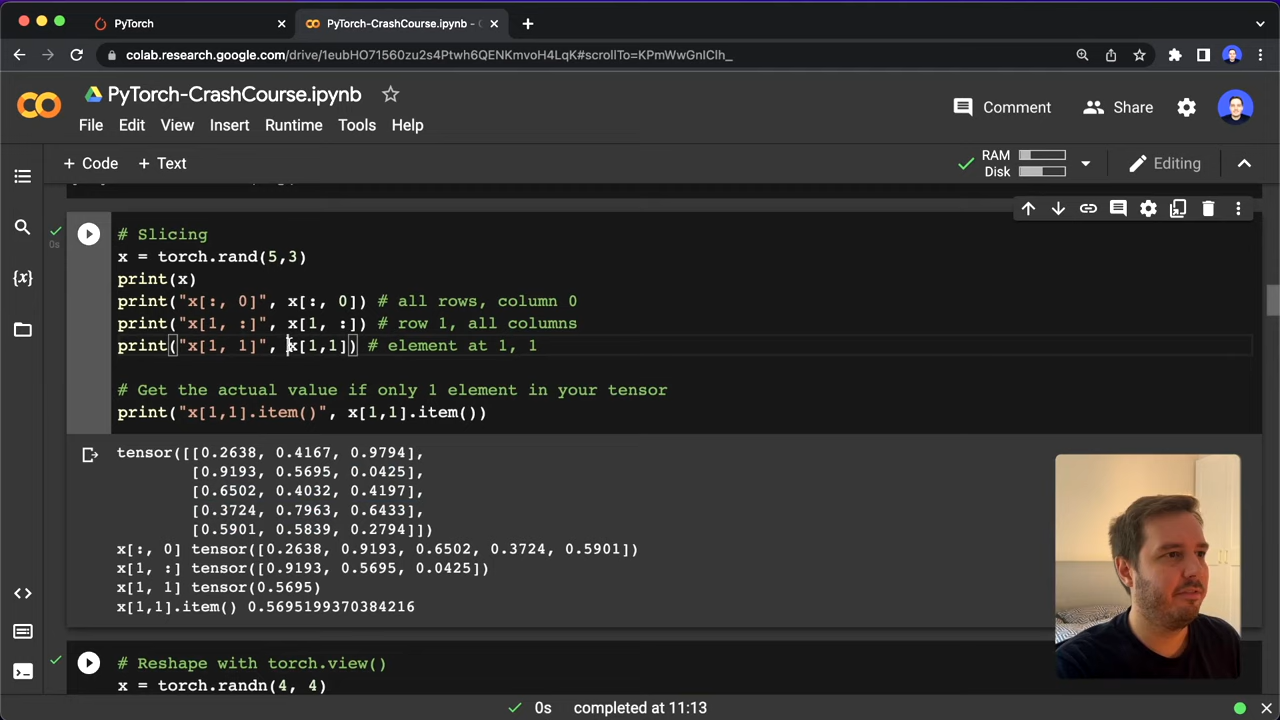 PyTorch
PyTorch-CrashCourse.ipynb - C
colab.research.google.com/drive/1eubHO71560zu2s4Ptwh6QENKmvoH4LqK#scrollTo=KPmWwGnICIh_
PyTorch-CrashCourse.ipynb
Comment
Share
File Edit View Insert Runtime Tools Help
+ Code + Text
RAM
Disk
Editing
# Slicing
x = torch.rand(5,3)
print(x)
print("x[:, 0]", x[:, 0]) # all rows, column 0
print("x[1, :]", x[1, :]) # row 1, all columns
print("x[1, 1]", x[1,1]) # element at 1, 1
# Get the actual value if only 1 element in your tensor
print("x[1,1].item()", x[1,1].item())
0s
tensor([[0.2638, 0.4167, 0.9794],
[0.9193, 0.5695, 0.0425],
[0.6502, 0.4032, 0.4197],
[0.3724, 0.7963, 0.6433],
[0.5901, 0.5839, 0.2794]])
x[:, 0] tensor([0.2638, 0.9193, 0.6502, 0.3724, 0.5901])
x[1, :] tensor([0.9193, 0.5695, 0.0425])
x[1, 1] tensor(0.5695)
x[1,1].item() 0.5695199370384216
# Reshape with torch.view()
x = torch.randn(4, 4)
0s completed at 11:13